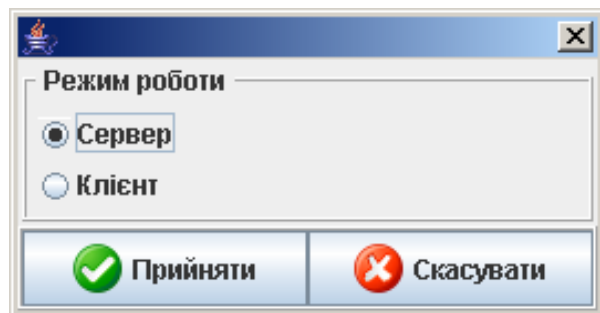 Режим роботи
Сервер
Клієнт
Прийняти
Скасувати